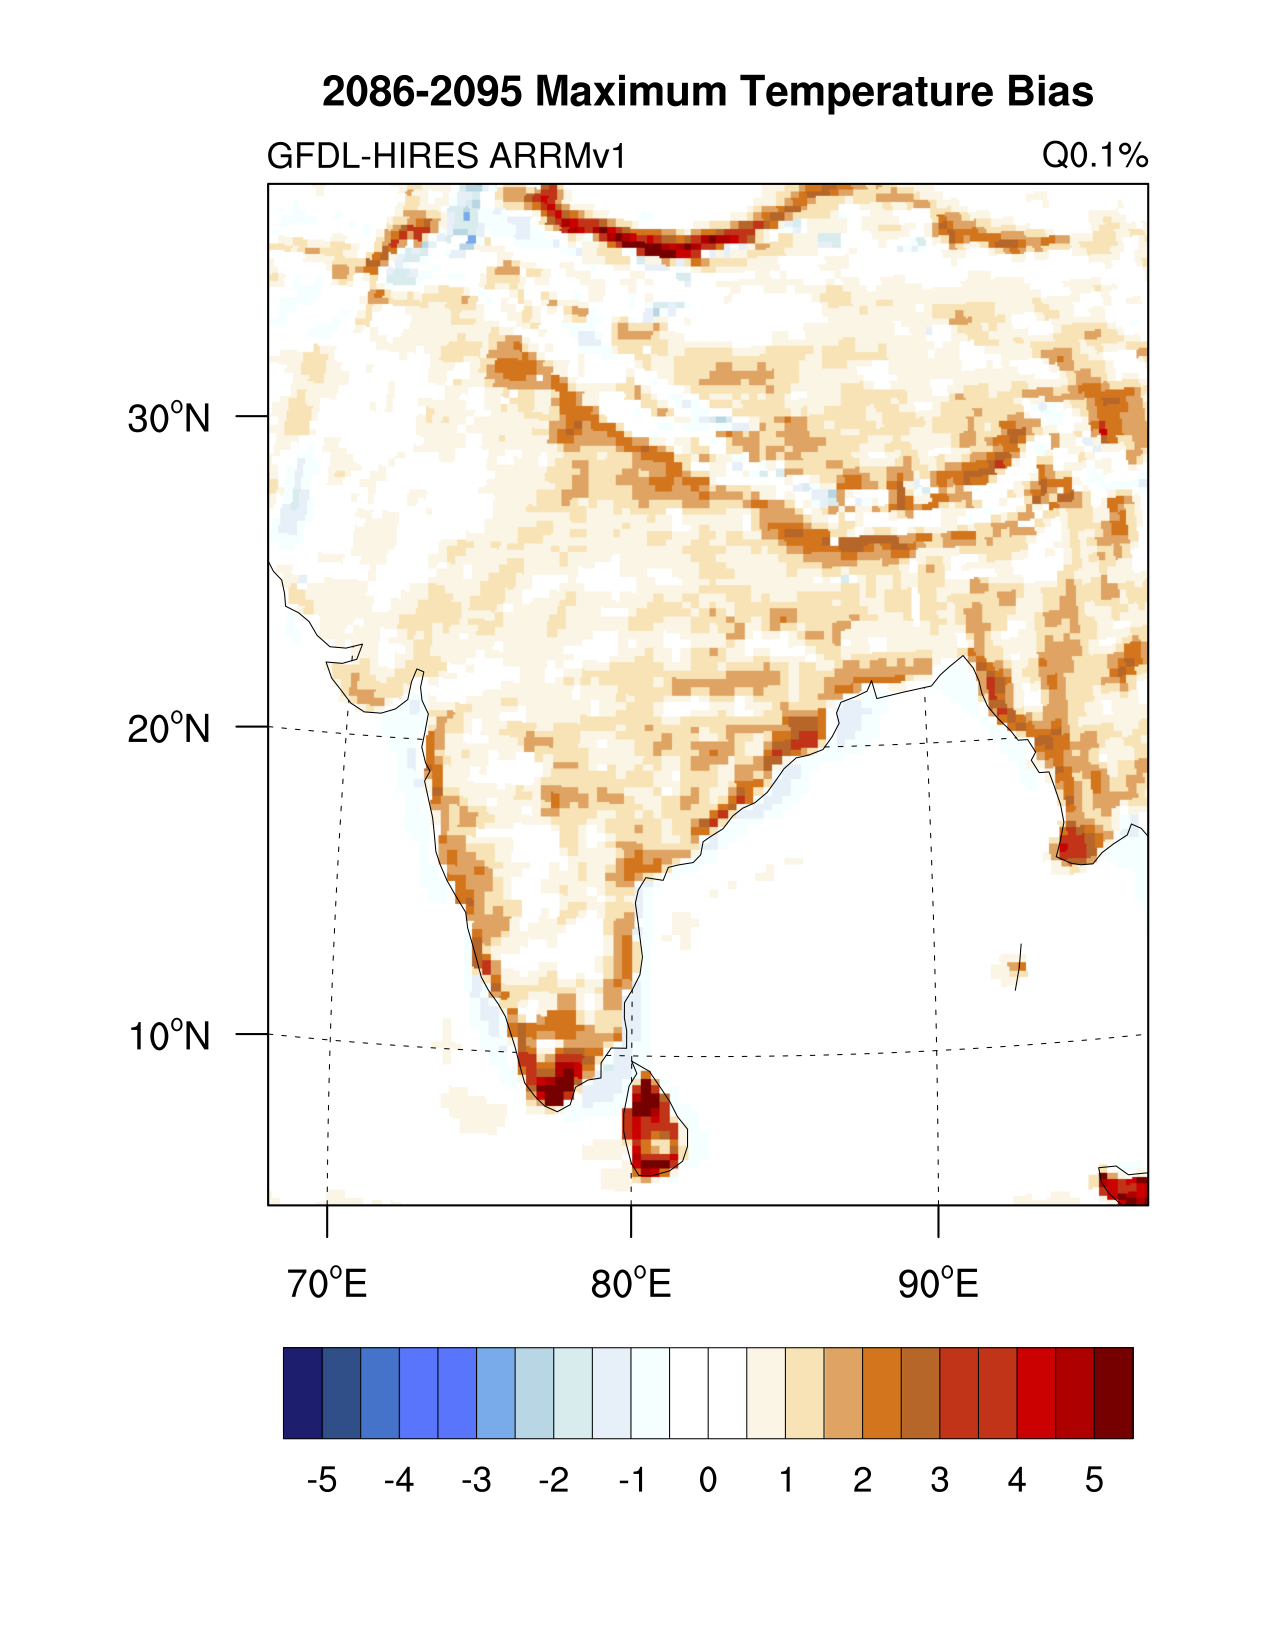 2086-2095 Maximum Temperature Bias
GFDL-HIRES ARRMv1 Q0.1%
30°N
20°N
10°N
70°E 80°E 90°E
-5 -4 -3 -2 -1 0 1 2 3 4 5